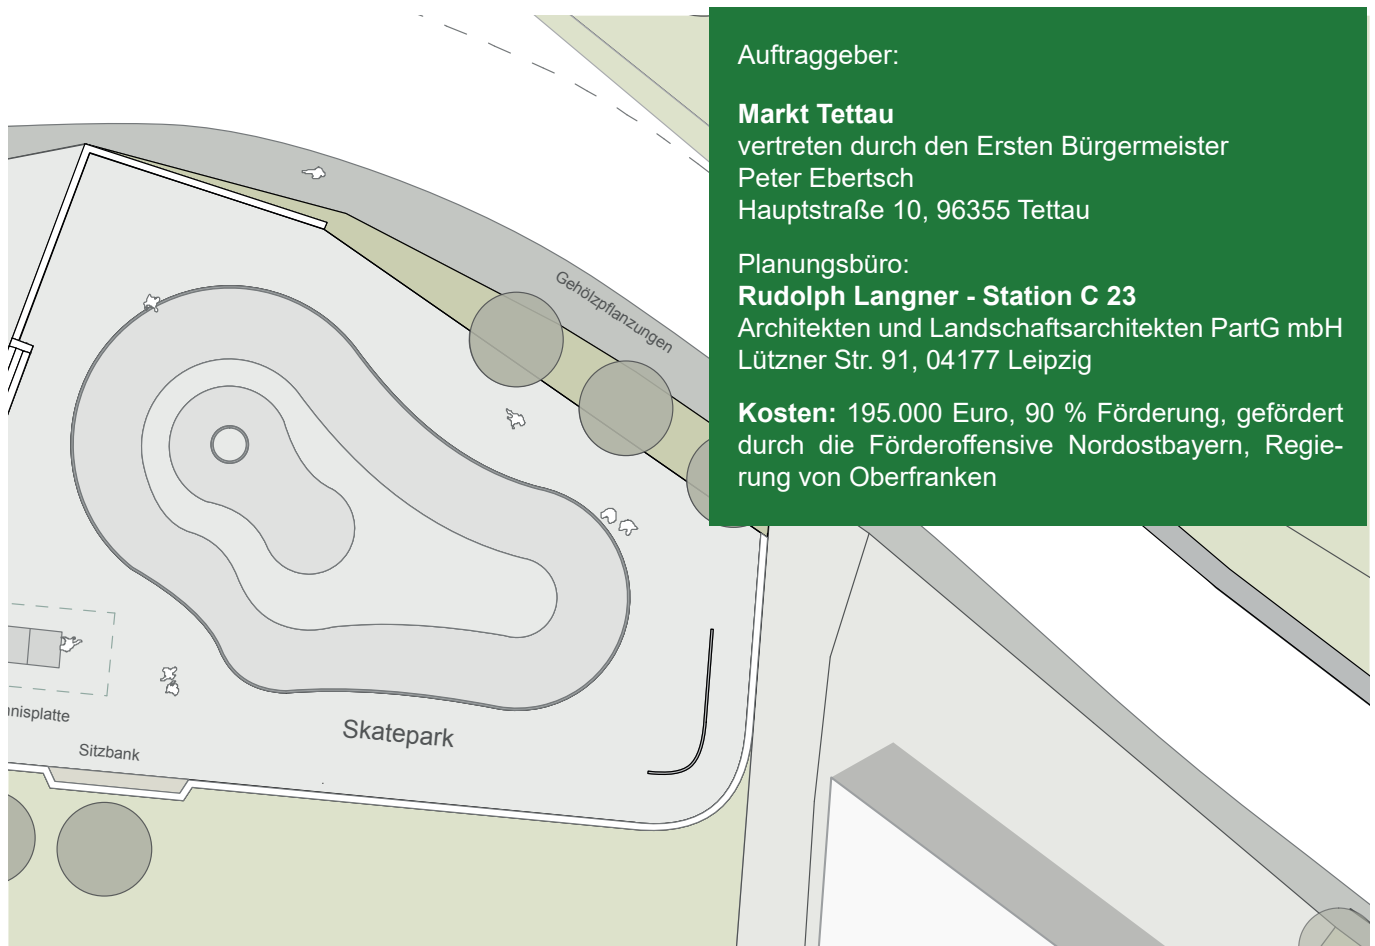 Auftraggeber:
Markt Tettau
vertreten durch den Ersten Bürgermeister
Peter Ebertsch
Hauptstraße 10, 96355 Tettau
Planungsbüro:
Rudolph Langner - Station C 23
Architekten und Landschaftsarchitekten PartG mbH
Lützner Str. 91, 04177 Leipzig
Kosten: 195.000 Euro, 90 % Förderung, gefördert
durch die Förderoffensive Nordostbayern, Regie-
rung von Oberfranken
Gehölzpflanzungen
nnisplatte
Sitzbank
Skatepark